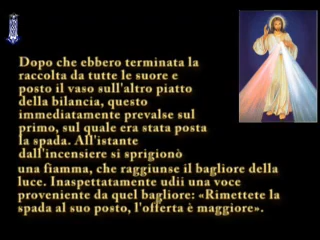 Dopo che ebbero terminata la
raccolta da tutte le suore e
posto il vaso sull'altro piatto
della bilancia, questo
immediatamente prevalse sul
primo, sul quale era stata posta
la spada. All'istante
dall'incensiere si sprigionò
una fiamma, che raggiunse il bagliore della
luce. Inaspettatamente udii una voce
proveniente da quel bagliore: «Rimettete la
spada al suo posto, l'offerta è maggiore».